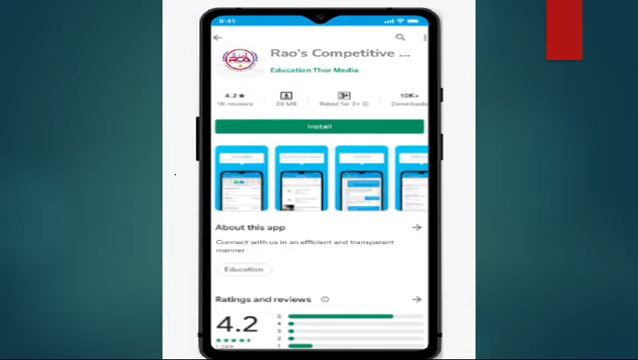 9:41
Rao's Competitive ...
Education Thor Media
RCA
4.2★
1K reviews
28 MB
Rated for 3+
10K+
Downloads
Install
About this app
Connect with us in an efficient and transparent
manner
Education
Ratings and reviews
4.2
5
4
3
2
1